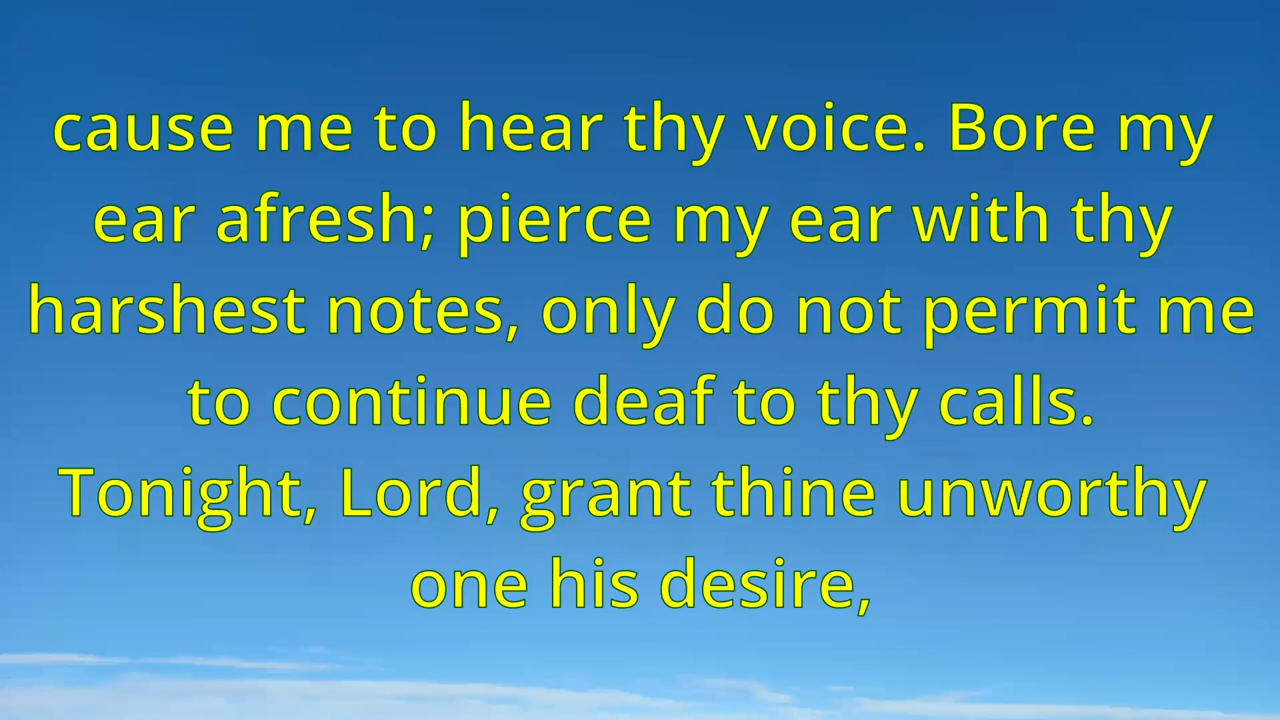 cause me to hear thy voice. Bore my
ear afresh; pierce my ear with thy
harshest notes, only do not permit me
to continue deaf to thy calls.
Tonight, Lord, grant thine unworthy
one his desire,